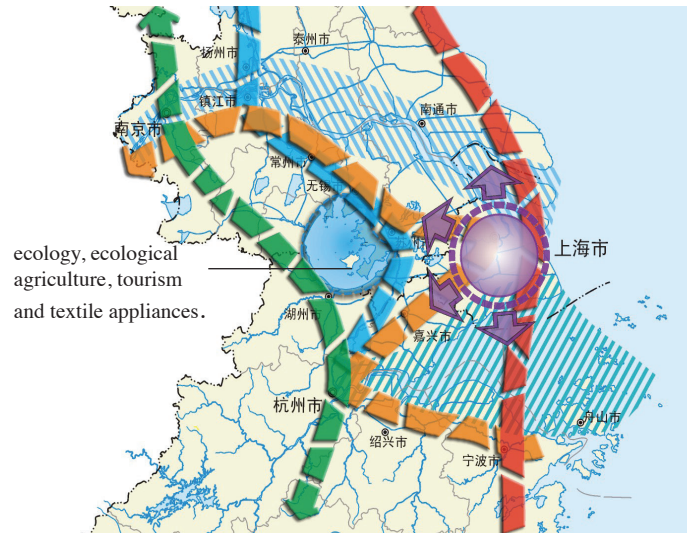 泰州市
扬州市
镇江市
南通市
南京市
常州市
无锡市
上海市
ecology, ecological
agriculture, tourism
and textile appliances.
湖州市
嘉兴市
杭州市
舟山市
绍兴市
宁波市